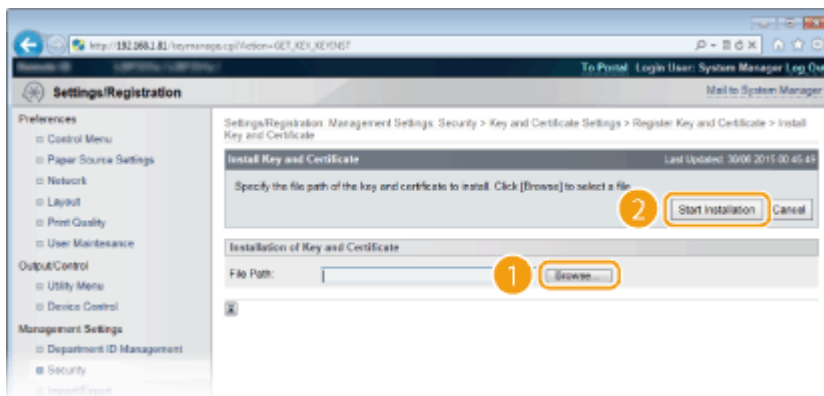 http://192.168.1.81/keymanage.cgi?Action=GET_KEY_KEYINST
To Portal Login User: System Manager Log Ou
Settings/Registration
Mail to System Manager
Preferences
Control Menu
Paper Source Settings
Network
Layout
Print Quality
User Maintenance
Output/Control
Utility Menu
Device Control
Management Settings
Department ID Management
Security
Import/Export
Settings/Registration: Management Settings: Security > Key and Certificate Settings > Register Key and Certificate > Install
Key and Certificate
Install Key and Certificate
Last Updated: 30/06 2015 00:45:49
Specify the file path of the key and certificate to install. Click [Browse] to select a file.
2
Start Installation
Cancel
Installation of Key and Certificate
File Path:
1
Browse...